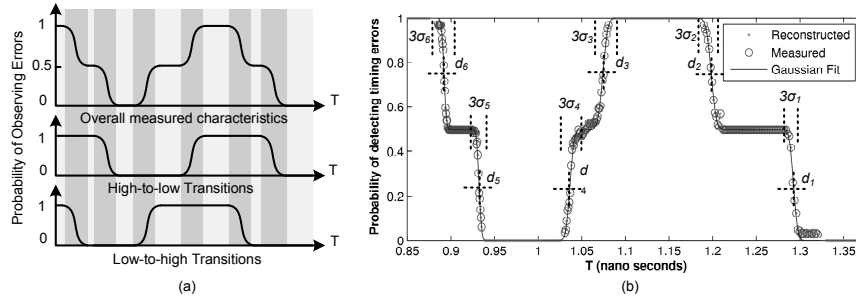 Probability of Observing Errors
1
0.5
0
T
Overall measured characteristics
1
0
T
High-to-low Transitions
1
0
T
Low-to-high Transitions
(a)
Probability of detecting timing errors
1
0.8
0.6
0.4
0.2
0
0.85
0.9
0.95
1
1.05
1.1
1.15
1.2
1.25
1.3
1.35
T (nano seconds)
3σ6
d6
3σ5
d5
3σ4
d
4
3σ3
d3
3σ2
d2
3σ1
d1
Reconstructed
Measured
Gaussian Fit
(b)